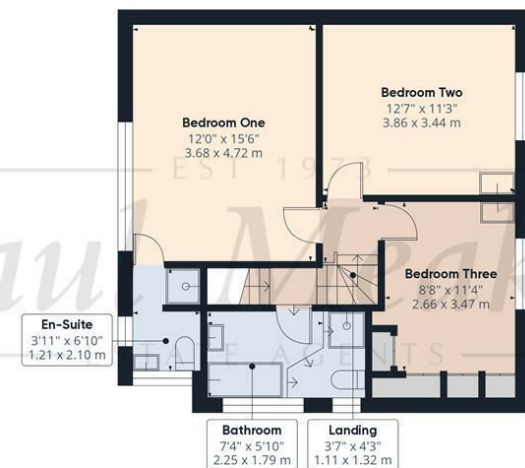 Bedroom One
12'0" x 15'6"
3.68 x 4.72 m
Bedroom Two
12'7" x 11'3"
3.86 x 3.44 m
EST 1973
aul Meak
Bedroom Three
8'8" x 11'4"
2.66 x 3.47 m
En-Suite
3'11" x 6'10"
1.21 x 2.10 m
ESTATE AGENTS
Bathroom
7'4" x 5'10"
2.25 x 1.79 m
Landing
3'7" x 4'3"
1.11 x 1.32 m